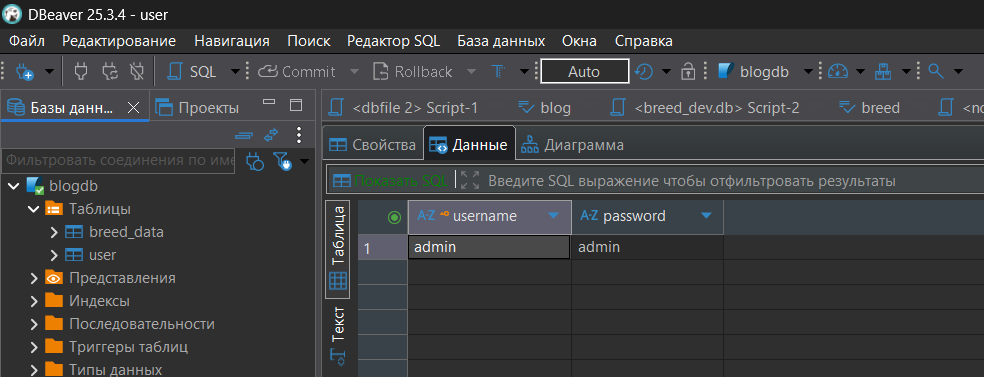 DBeaver 25.3.4 - user
Файл Редактирование Навигация Поиск Редактор SQL База данных Окна Справка
SQL Commit Rollback T Auto blogdb
Базы данн... Проекты <dbfile 2> Script-1 blog <breed_dev.db> Script-2 breed <no
Свойства Данные Диаграмма
Фильтровать соединения по име
Показать SQL Введите SQL выражение чтобы отфильтровать результаты
blogdb
Таблицы
breed_data
user
Представления
Индексы
Последовательности
Триггеры таблиц
Типы данных
Таблица
Текст
A-Z username A-Z password
1 admin admin